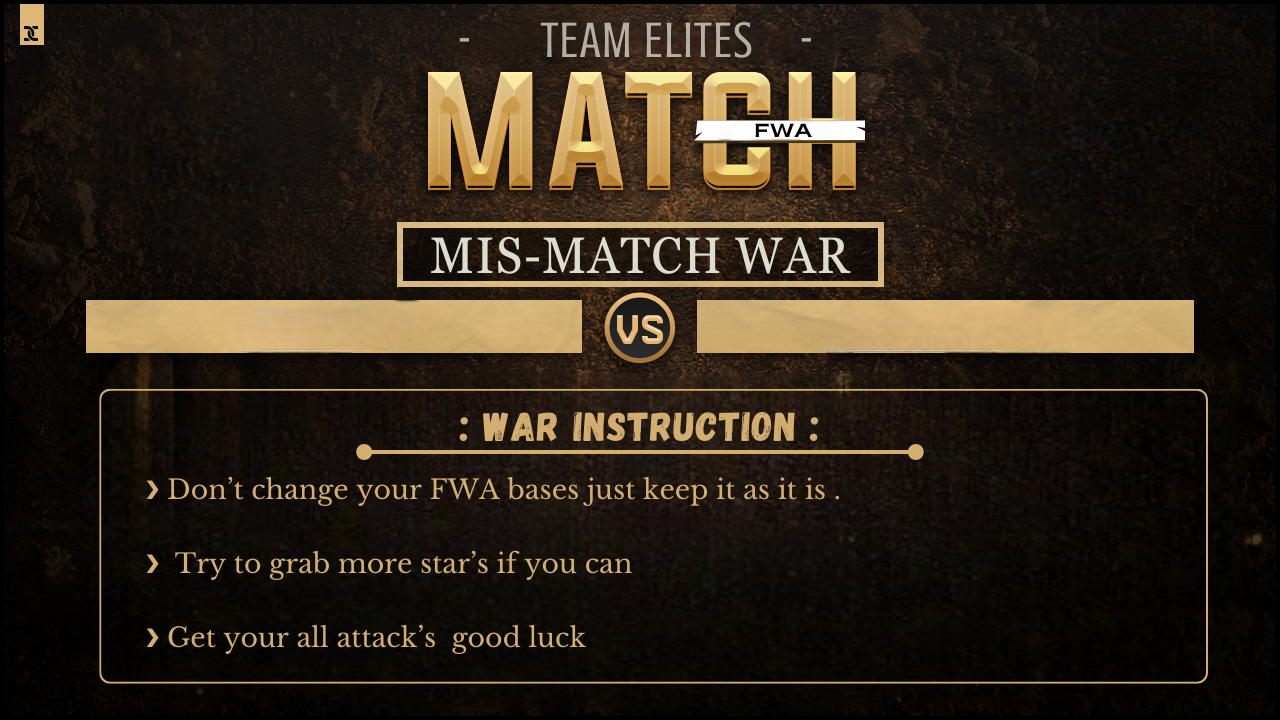 - TEAM ELITES -
MATCH
FWA
MIS-MATCH WAR
VS
: WAR INSTRUCTION :
❯ Don’t change your FWA bases just keep it as it is .
❯ Try to grab more star’s if you can
❯ Get your all attack’s good luck